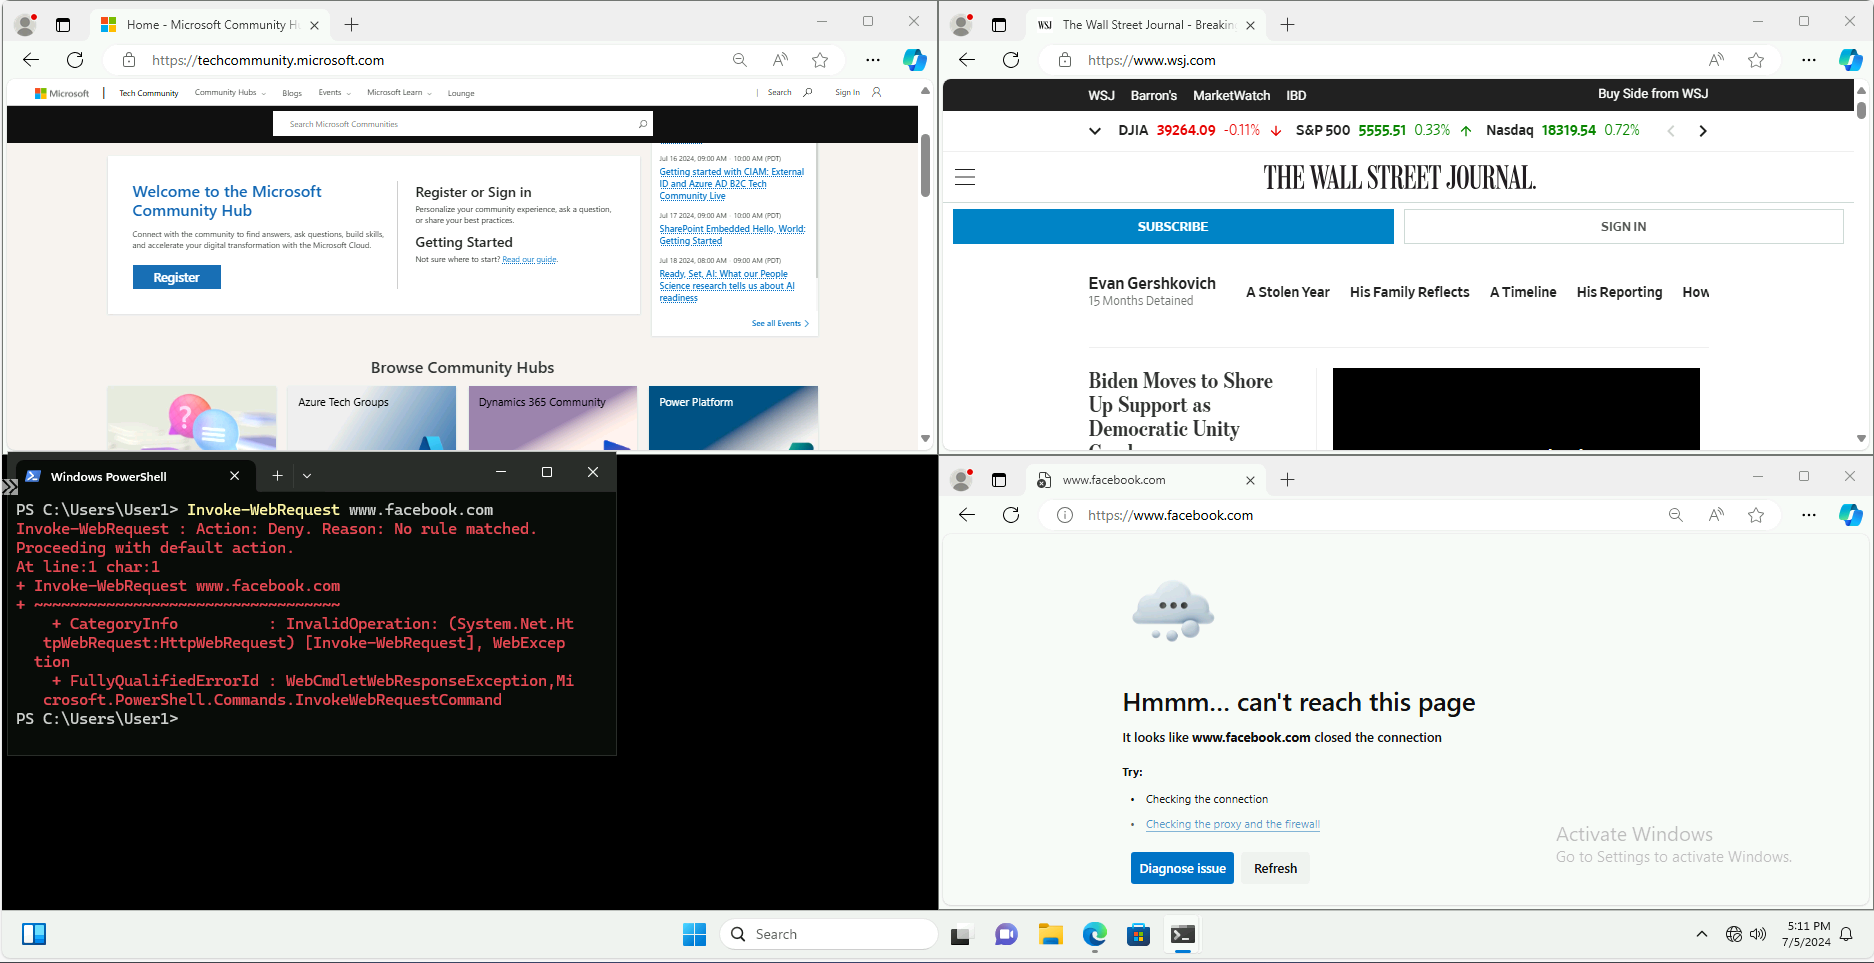 Home - Microsoft Community H
https://techcommunity.microsoft.com
Microsoft
Tech Community
Community Hubs
Blogs
Events
Microsoft Learn
Lounge
Search
Sign In
Search Microsoft Communities
Welcome to the Microsoft
Community Hub
Connect with the community to find answers, ask questions, build skills,
and accelerate your digital transformation with the Microsoft Cloud.
Register
Register or Sign in
Personalize your community experience, ask a question,
or share your best practices.
Getting Started
Not sure where to start? Read our guide.
Jul 16 2024, 09:00 AM - 10:00 AM (PDT)
Getting started with CIAM: External
ID and Azure AD B2C Tech
Community Live
Jul 17 2024, 09:00 AM - 10:00 AM (PDT)
SharePoint Embedded Hello, World:
Getting Started
Jul 18 2024, 08:00 AM - 09:00 AM (PDT)
Ready, Set, AI: What our People
Science research tells us about AI
readiness
See all Events
Browse Community Hubs
Azure Tech Groups
Dynamics 365 Community
Power Platform
WSJ The Wall Street Journal - Breakin
https://www.wsj.com
WSJ Barron's MarketWatch IBD
Buy Side from WSJ
DJIA 39264.09 -0.11% S&P 500 5555.51 0.33% Nasdaq 18319.54 0.72%
THE WALL STREET JOURNAL.
SUBSCRIBE
SIGN IN
Evan Gershkovich
15 Months Detained
A Stolen Year His Family Reflects A Timeline His Reporting How
Biden Moves to Shore
Up Support as
Democratic Unity
Windows PowerShell
PS C:\Users\User1> Invoke-WebRequest www.facebook.com
Invoke-WebRequest : Action: Deny. Reason: No rule matched.
Proceeding with default action.
At line:1 char:1
+ Invoke-WebRequest www.facebook.com
+ ~~~~~~~~~~~~~~~~~~~~~~~~~~~~~~~~~~
+ CategoryInfo : InvalidOperation: (System.Net.Ht
tpWebRequest:HttpWebRequest) [Invoke-WebRequest], WebExcep
tion
+ FullyQualifiedErrorId : WebCmdletWebResponseException,Mi
crosoft.PowerShell.Commands.InvokeWebRequestCommand
PS C:\Users\User1>
www.facebook.com
https://www.facebook.com
Hmmm... can't reach this page
It looks like www.facebook.com closed the connection
Try:
• Checking the connection
• Checking the proxy and the firewall
Diagnose issue
Refresh
Activate Windows
Go to Settings to activate Windows.
Search
5:11 PM
7/5/2024